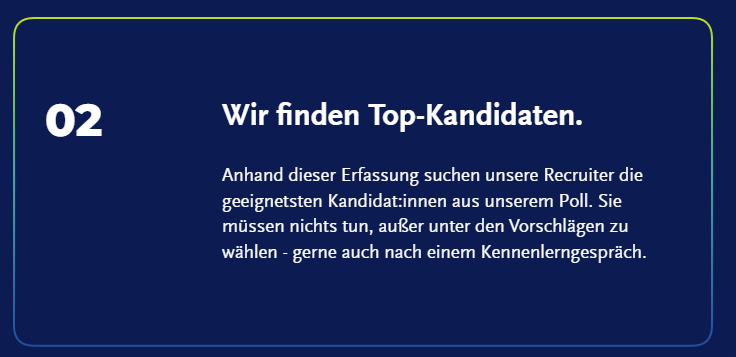 02
Wir finden Top-Kandidaten.
Anhand dieser Erfassung suchen unsere Recruiter die
geeignetsten Kandidat:innen aus unserem Poll. Sie
müssen nichts tun, außer unter den Vorschlägen zu
wählen - gerne auch nach einem Kennenlerngespräch.